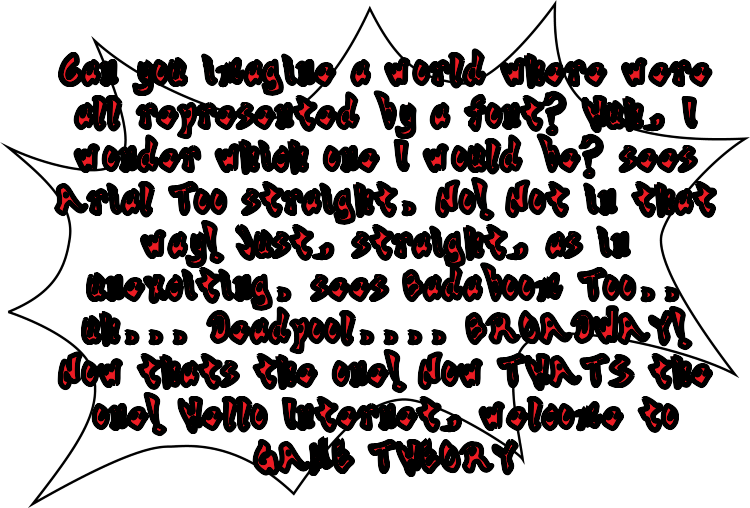 Can you imagine a world where were
all represented by a font? Huh, I
wonder which one I would be? sees
Arial Too straight. No! Not in that
way! Just, straight, as in
unexciting, sees Badaboom Too..
uh... Deadpool.... BROADWAY!
Now thats the one! Now THATS the
one! Hello Internet, welcome to
GAME THEORY